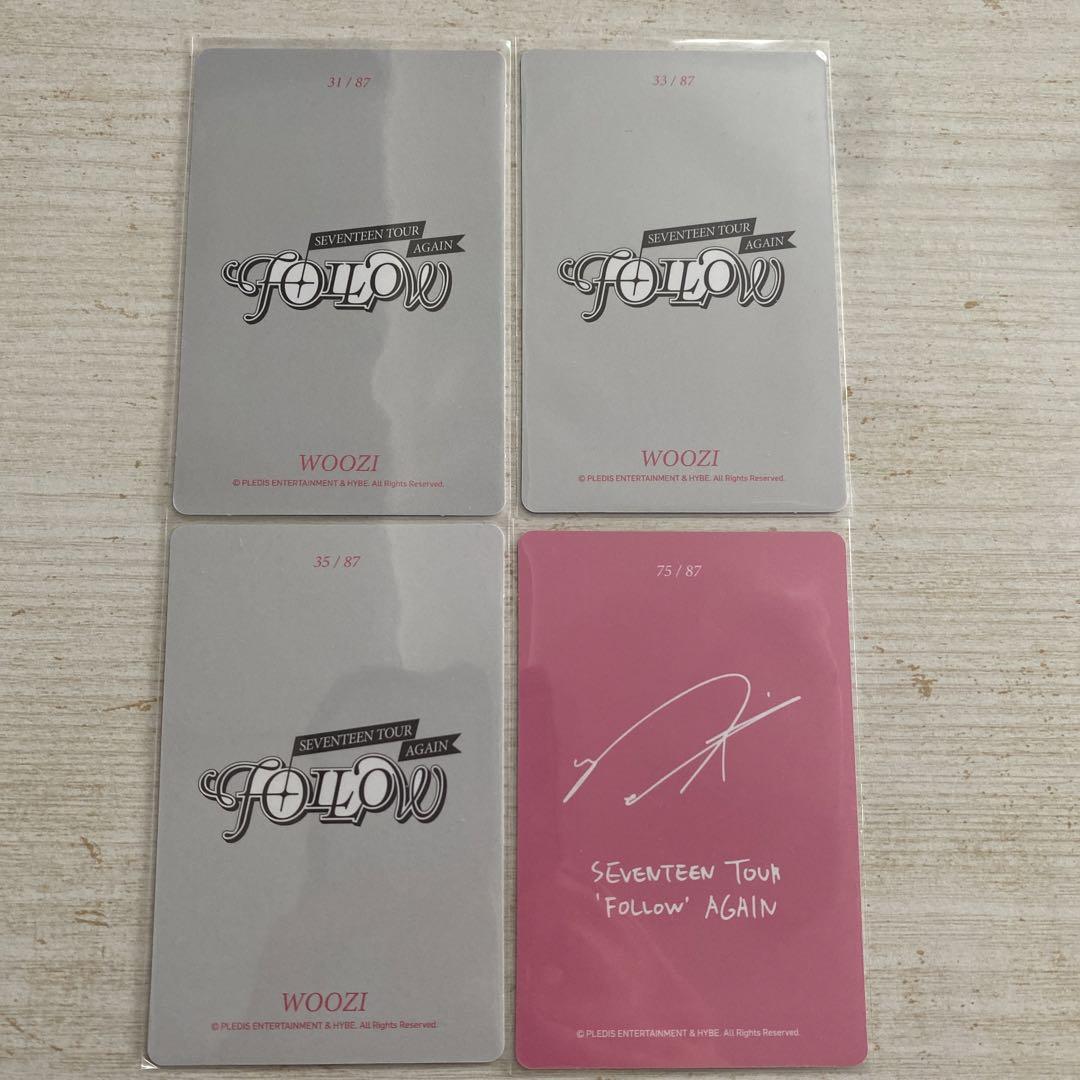 31 / 87
SEVENTEEN TOUR
AGAIN
FOLLOW
WOOZI
© PLEDIS ENTERTAINMENT & HYBE. All Rights Reserved.
33 / 87
SEVENTEEN TOUR
AGAIN
FOLLOW
WOOZI
© PLEDIS ENTERTAINMENT & HYBE. All Rights Reserved.
35 / 87
SEVENTEEN TOUR
AGAIN
FOLLOW
WOOZI
© PLEDIS ENTERTAINMENT & HYBE. All Rights Reserved.
75 / 87
SEVENTEEN TOUR
'FOLLOW' AGAIN
© PLEDIS ENTERTAINMENT & HYBE. All Rights Reserved.